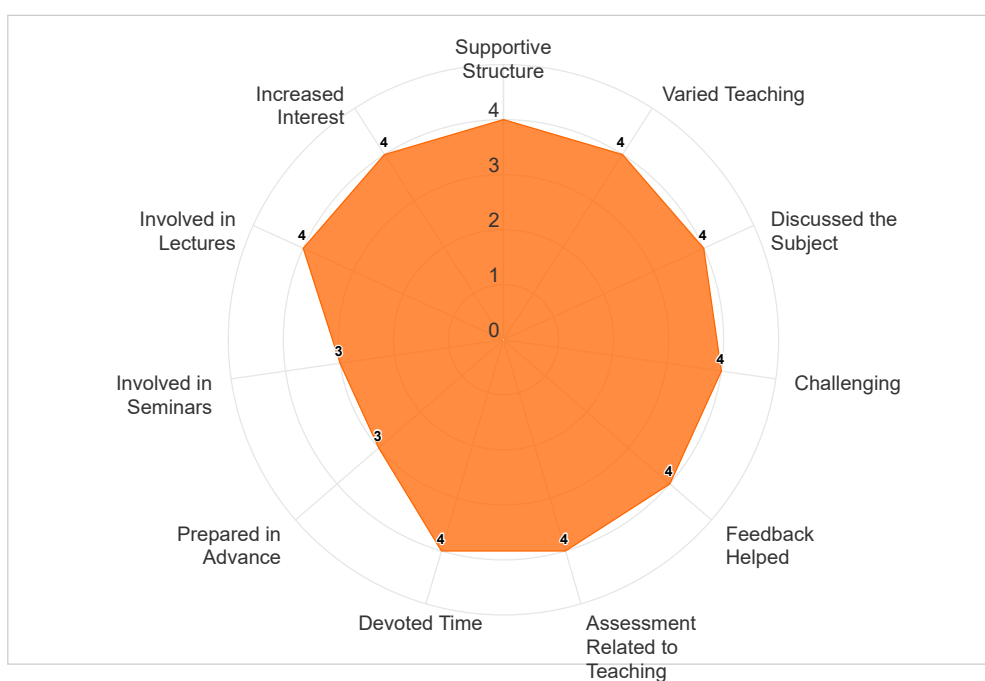 Supportive
Structure
Increased
Interest
Varied Teaching
4
4
4
3
Involved in
Lectures
4
2
4
Discussed the
Subject
1
0
3
4
Involved in
Seminars
Challenging
3
4
Prepared in
Advance
Feedback
Helped
4
4
Devoted Time
Assessment
Related to
Teaching